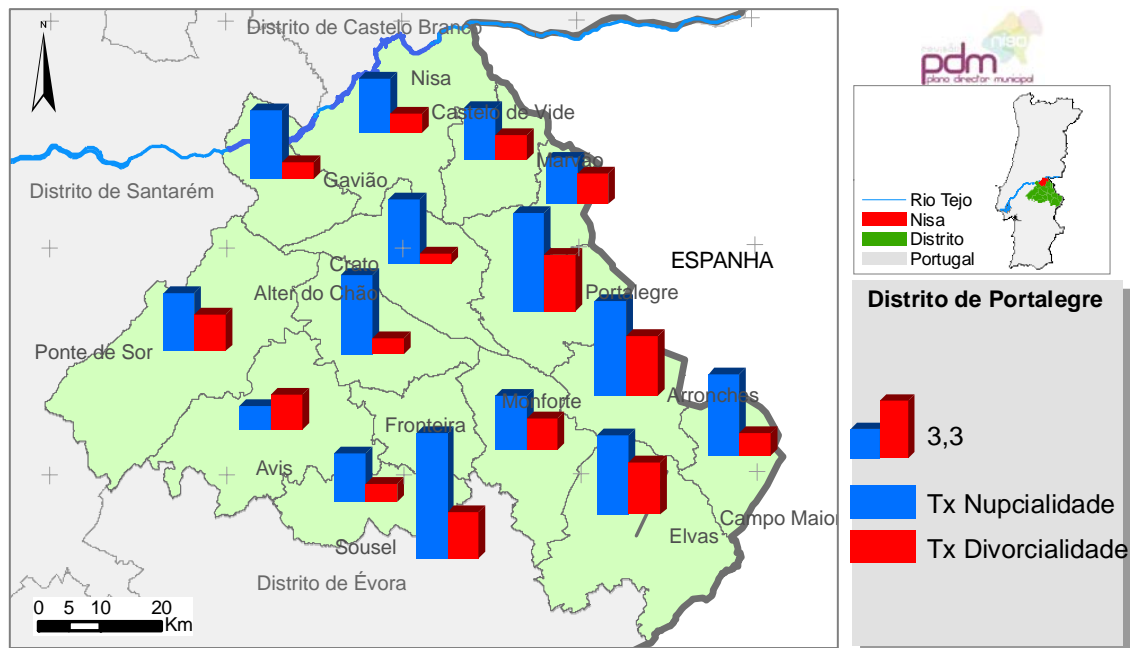 N
Distrito de Castelo Branco
Nisa
Castelo de Vide
Marvão
Distrito de Santarém
Gavião
Crato
ESPANHA
Alter do Chão
Portalegre
Ponte de Sor
Arronches
Monforte
Fronteira
Avis
Campo Maior
Elvas
Sousel
Distrito de Évora
0 5 10 20
Km
revisão
nisa
pdm
plano director municipal
Rio Tejo
Nisa
Distrito
Portugal
Distrito de Portalegre
3,3
Tx Nupcialidade
Tx Divorcialidade